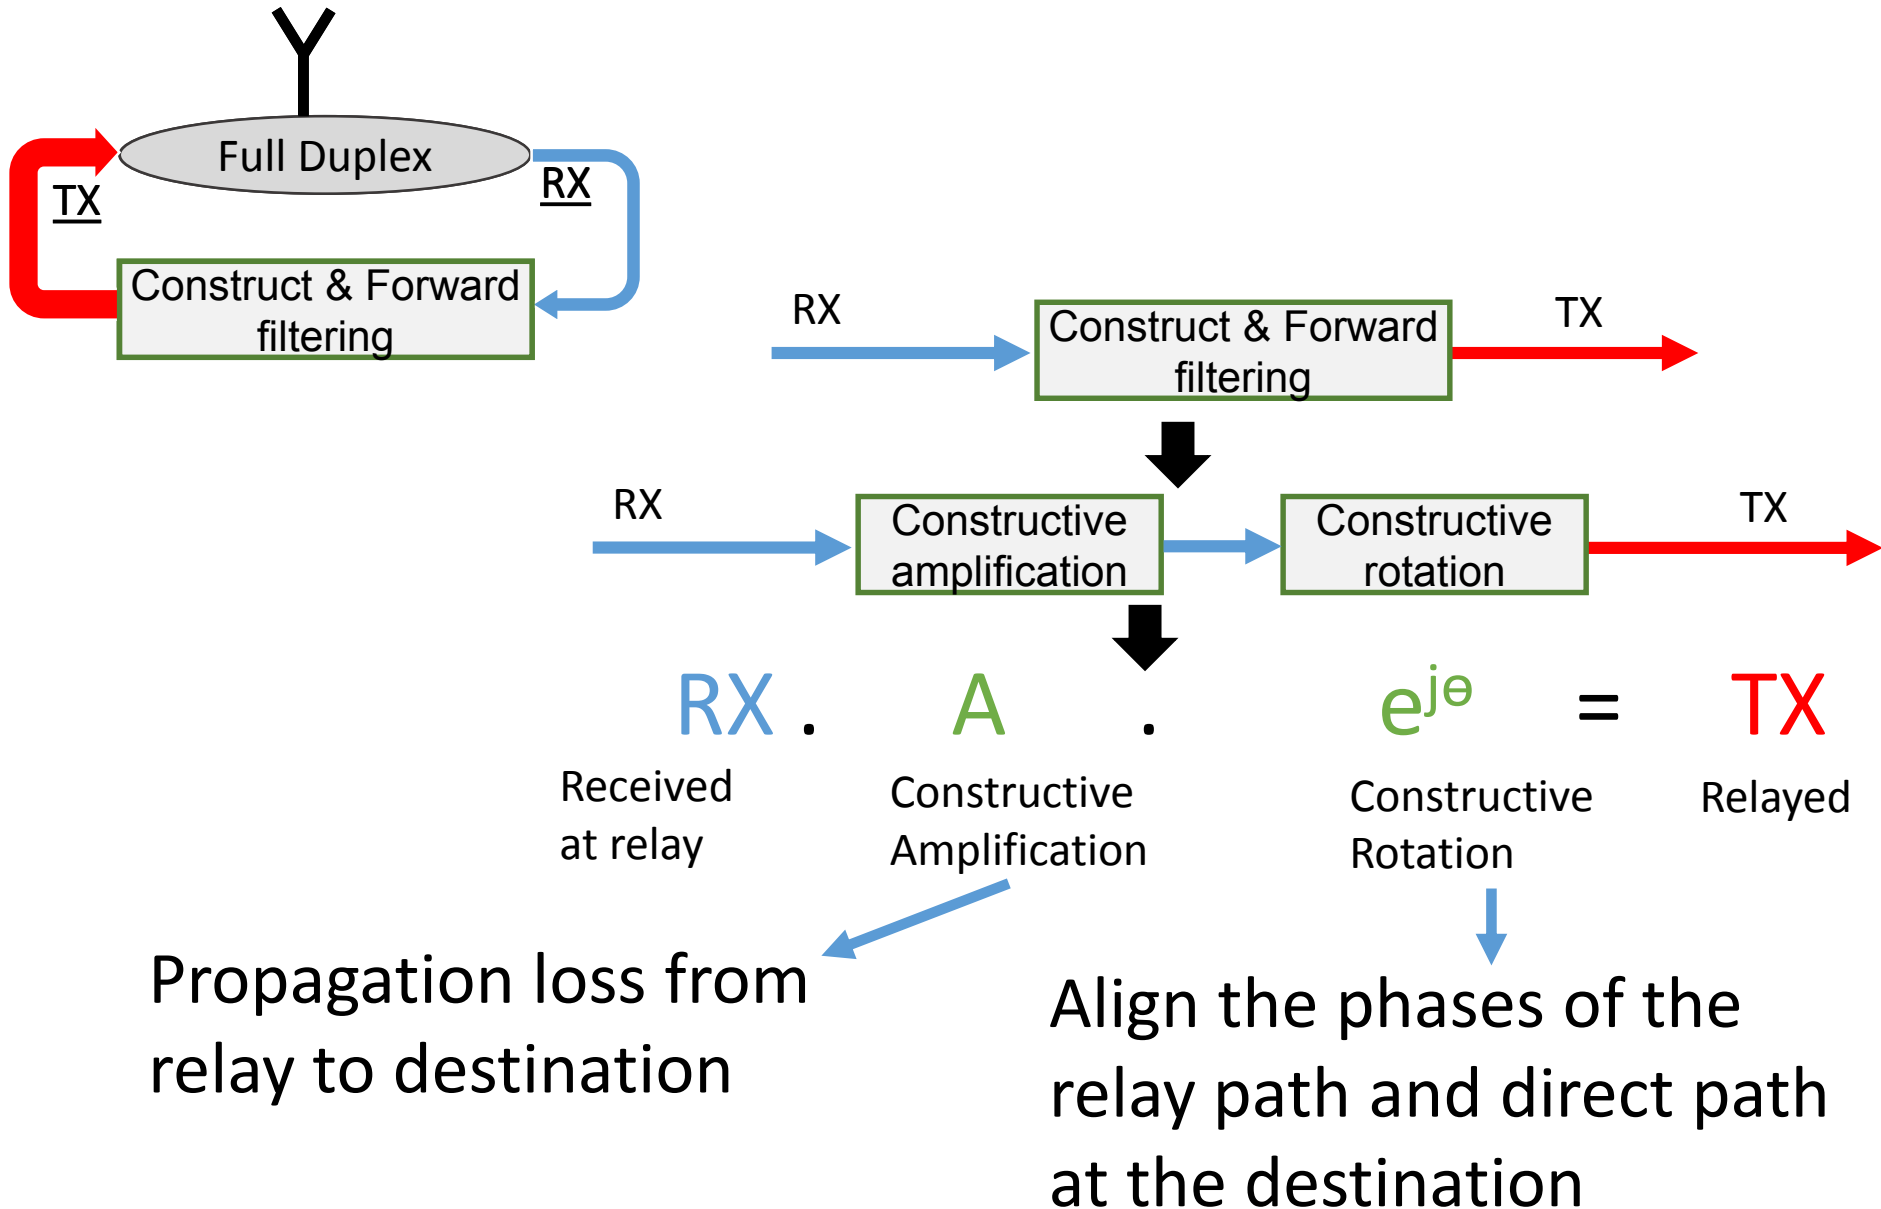 Full Duplex
TX
RX
Construct & Forward
filtering
RX
Construct & Forward
filtering
TX
RX
Constructive
amplification
Constructive
rotation
TX
RX . A . e^jɵ = TX
Received
at relay
Constructive
Amplification
Constructive
Rotation
Relayed
Propagation loss from
relay to destination
Align the phases of the
relay path and direct path
at the destination